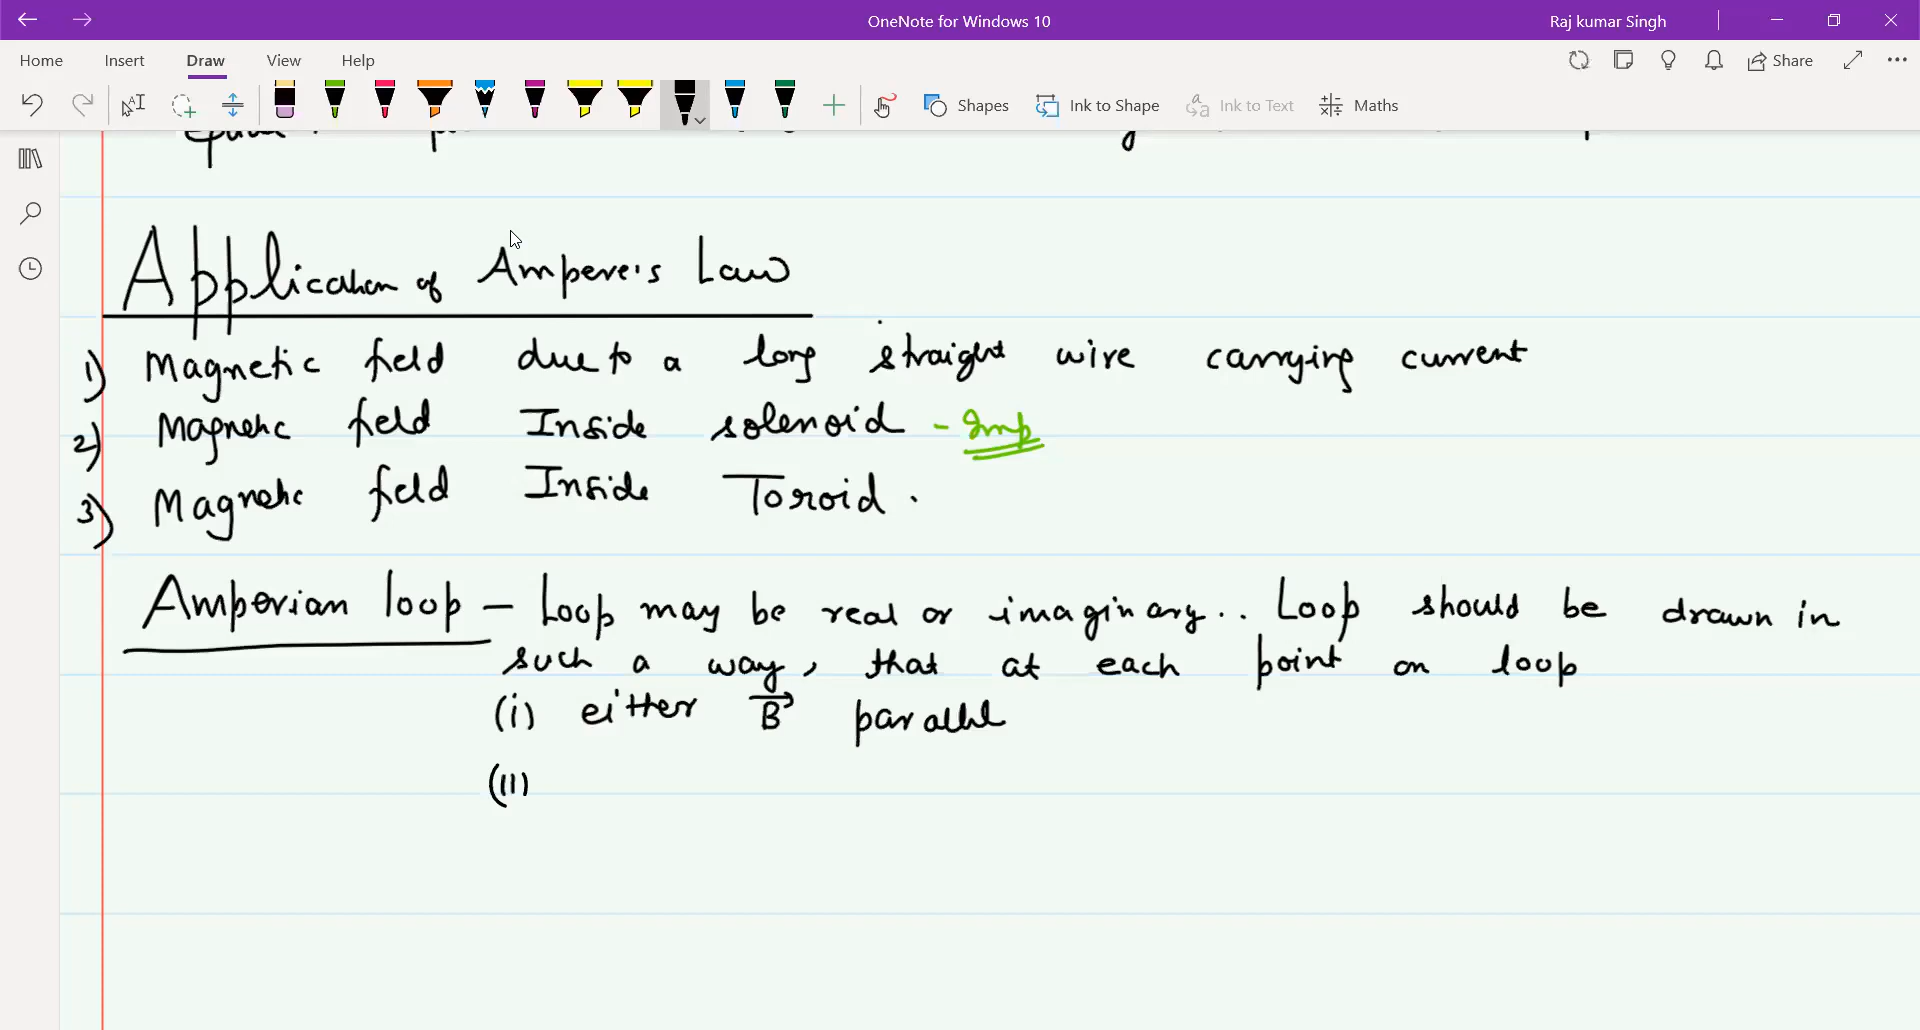 OneNote for Windows 10
Raj kumar Singh
Home Insert Draw View Help
Share
Shapes Ink to Shape Ink to Text Maths
Application of Ampere's Law
1) Magnetic field due to a long straight wire carrying current
2) Magnetic field Inside solenoid - Imp
3) Magnetic field Inside Toroid.
Amperian loop - Loop may be real or imaginary.. Loop should be drawn in
such a way, that at each point on loop
(i) either B⃗ parallel
(II)